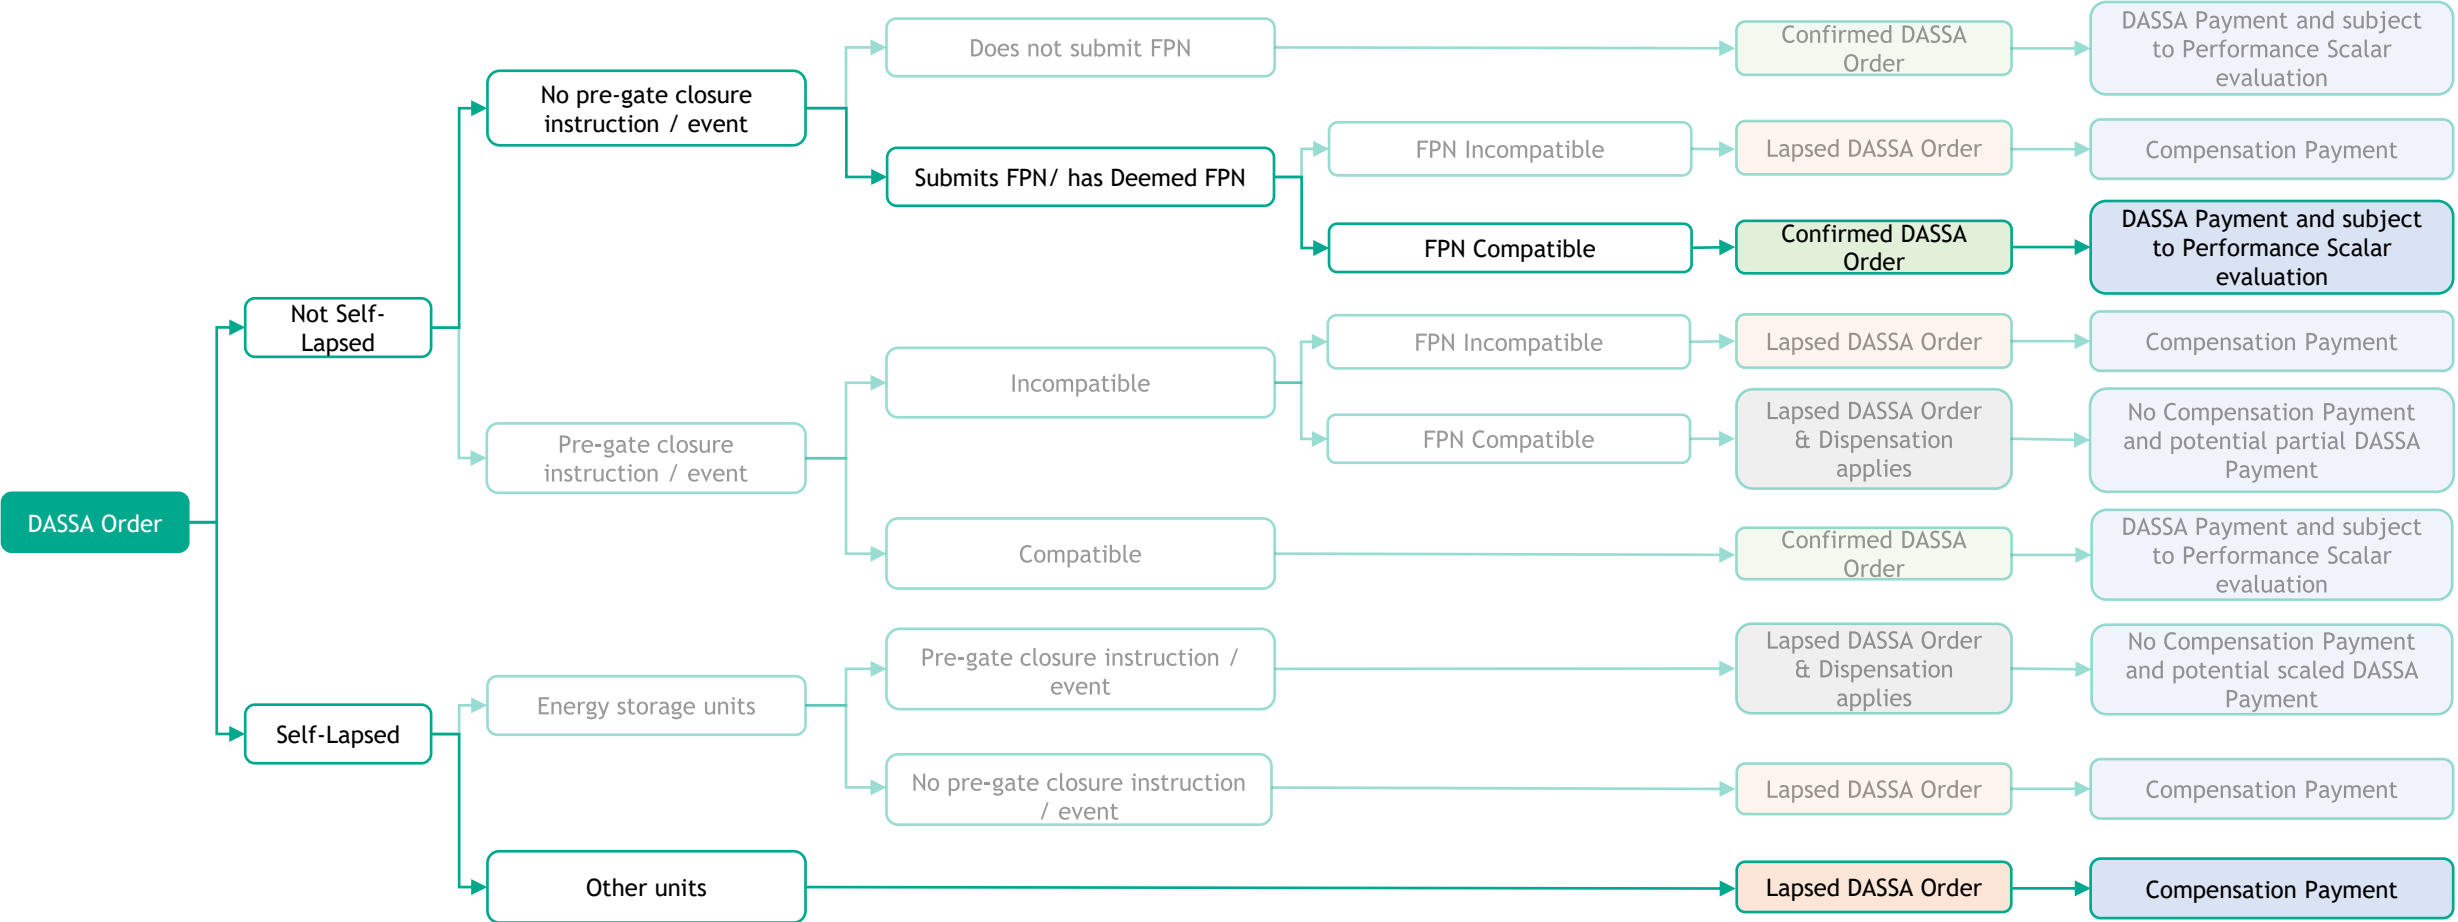 Does not submit FPN
Confirmed DASSA
Order
DASSA Payment and subject
to Performance Scalar
evaluation
No pre-gate closure
instruction / event
FPN Incompatible
Lapsed DASSA Order
Compensation Payment
Submits FPN/ has Deemed FPN
FPN Compatible
Confirmed DASSA
Order
DASSA Payment and subject
to Performance Scalar
evaluation
Not Self-
Lapsed
FPN Incompatible
Lapsed DASSA Order
Compensation Payment
Incompatible
Pre-gate closure
instruction / event
FPN Compatible
Lapsed DASSA Order
& Dispensation
applies
No Compensation Payment
and potential partial DASSA
Payment
DASSA Order
Compatible
Confirmed DASSA
Order
DASSA Payment and subject
to Performance Scalar
evaluation
Pre-gate closure instruction /
event
Lapsed DASSA Order
& Dispensation
applies
No Compensation Payment
and potential scaled DASSA
Payment
Energy storage units
Self-Lapsed
No pre-gate closure instruction
/ event
Lapsed DASSA Order
Compensation Payment
Other units
Lapsed DASSA Order
Compensation Payment